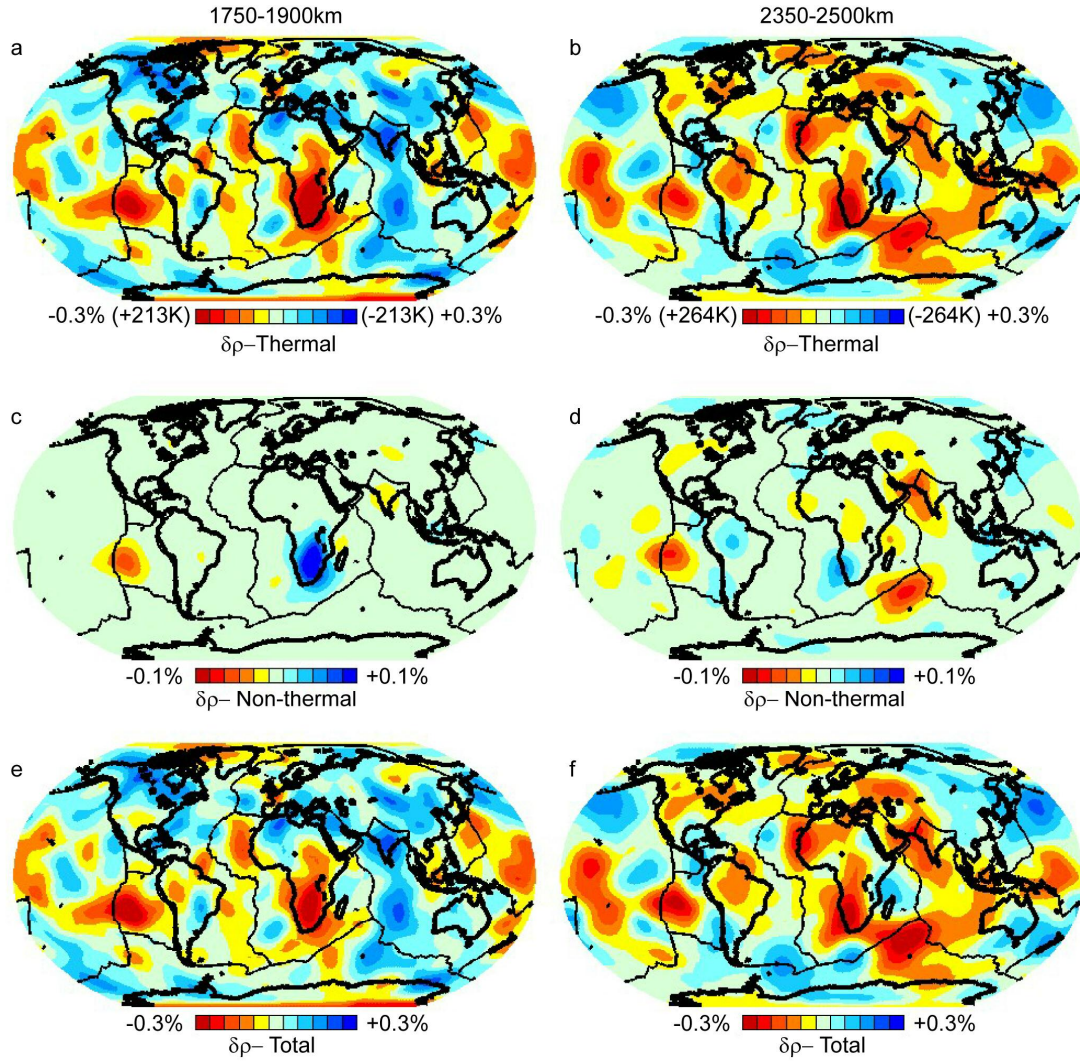 1750-1900km
2350-2500km
a
b
-0.3% (+213K) (-213K) +0.3%
δρ–Thermal
-0.3% (+264K) (-264K) +0.3%
δρ–Thermal
c
d
-0.1% +0.1%
δρ– Non-thermal
-0.1% +0.1%
δρ– Non-thermal
e
f
-0.3% +0.3%
δρ– Total
-0.3% +0.3%
δρ– Total